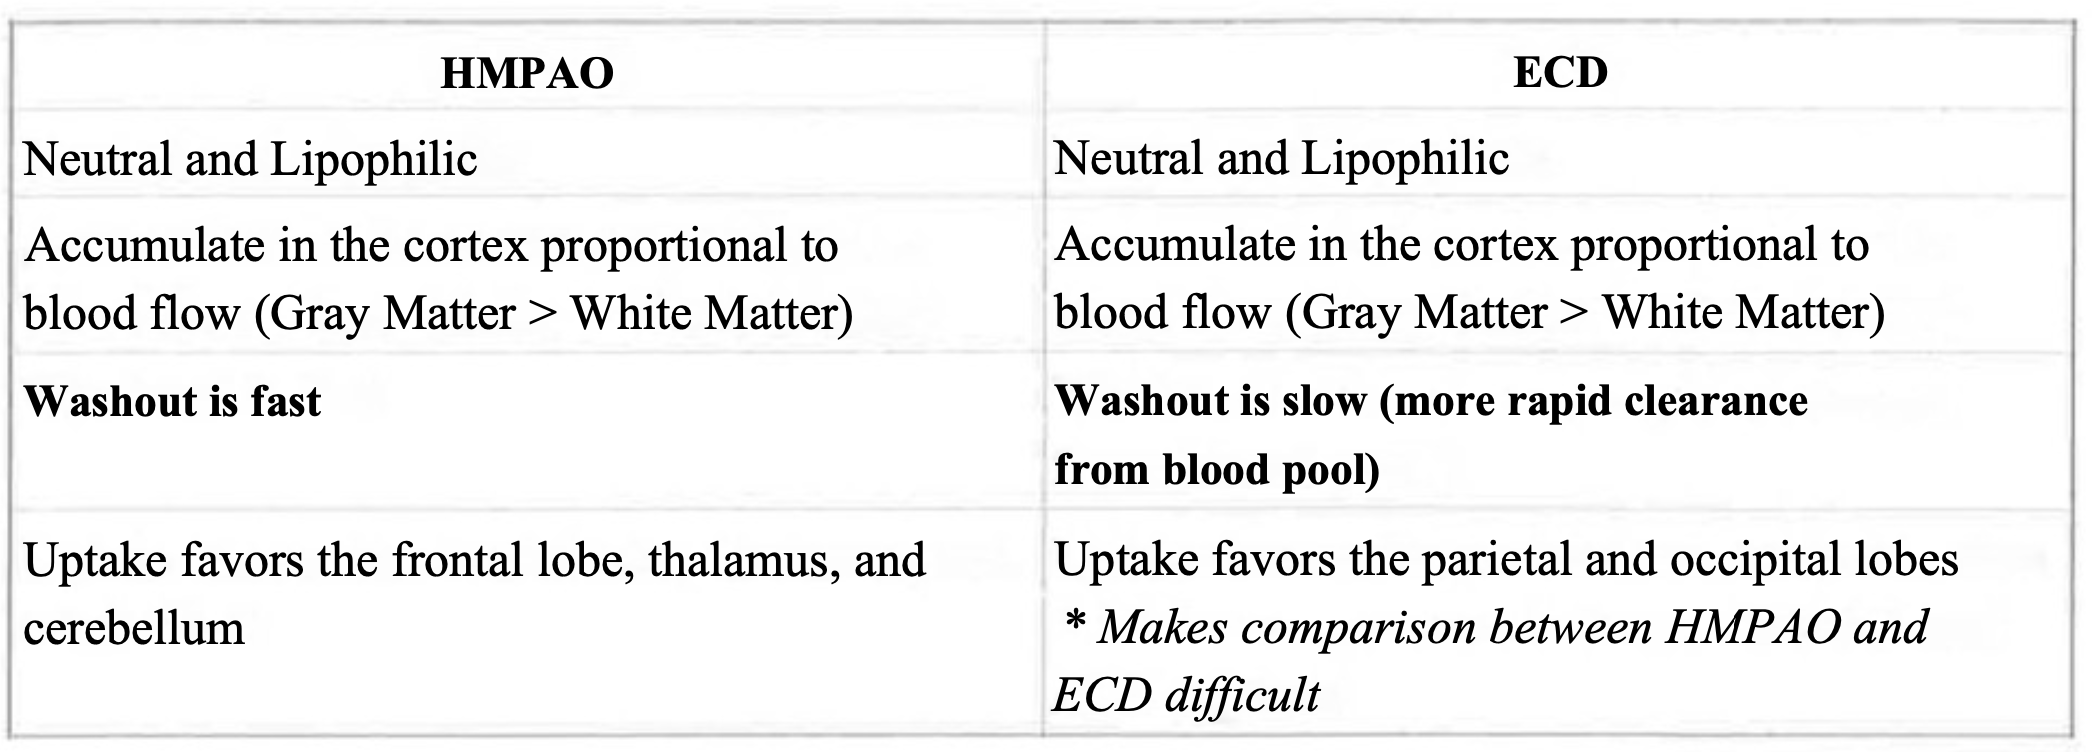 HMPAO
ECD
Neutral and Lipophilic
Neutral and Lipophilic
Accumulate in the cortex proportional to
blood flow (Gray Matter > White Matter)
Accumulate in the cortex proportional to
blood flow (Gray Matter > White Matter)
Washout is fast
Washout is slow (more rapid clearance
from blood pool)
Uptake favors the frontal lobe, thalamus, and
cerebellum
Uptake favors the parietal and occipital lobes
* Makes comparison between HMPAO and
ECD difficult